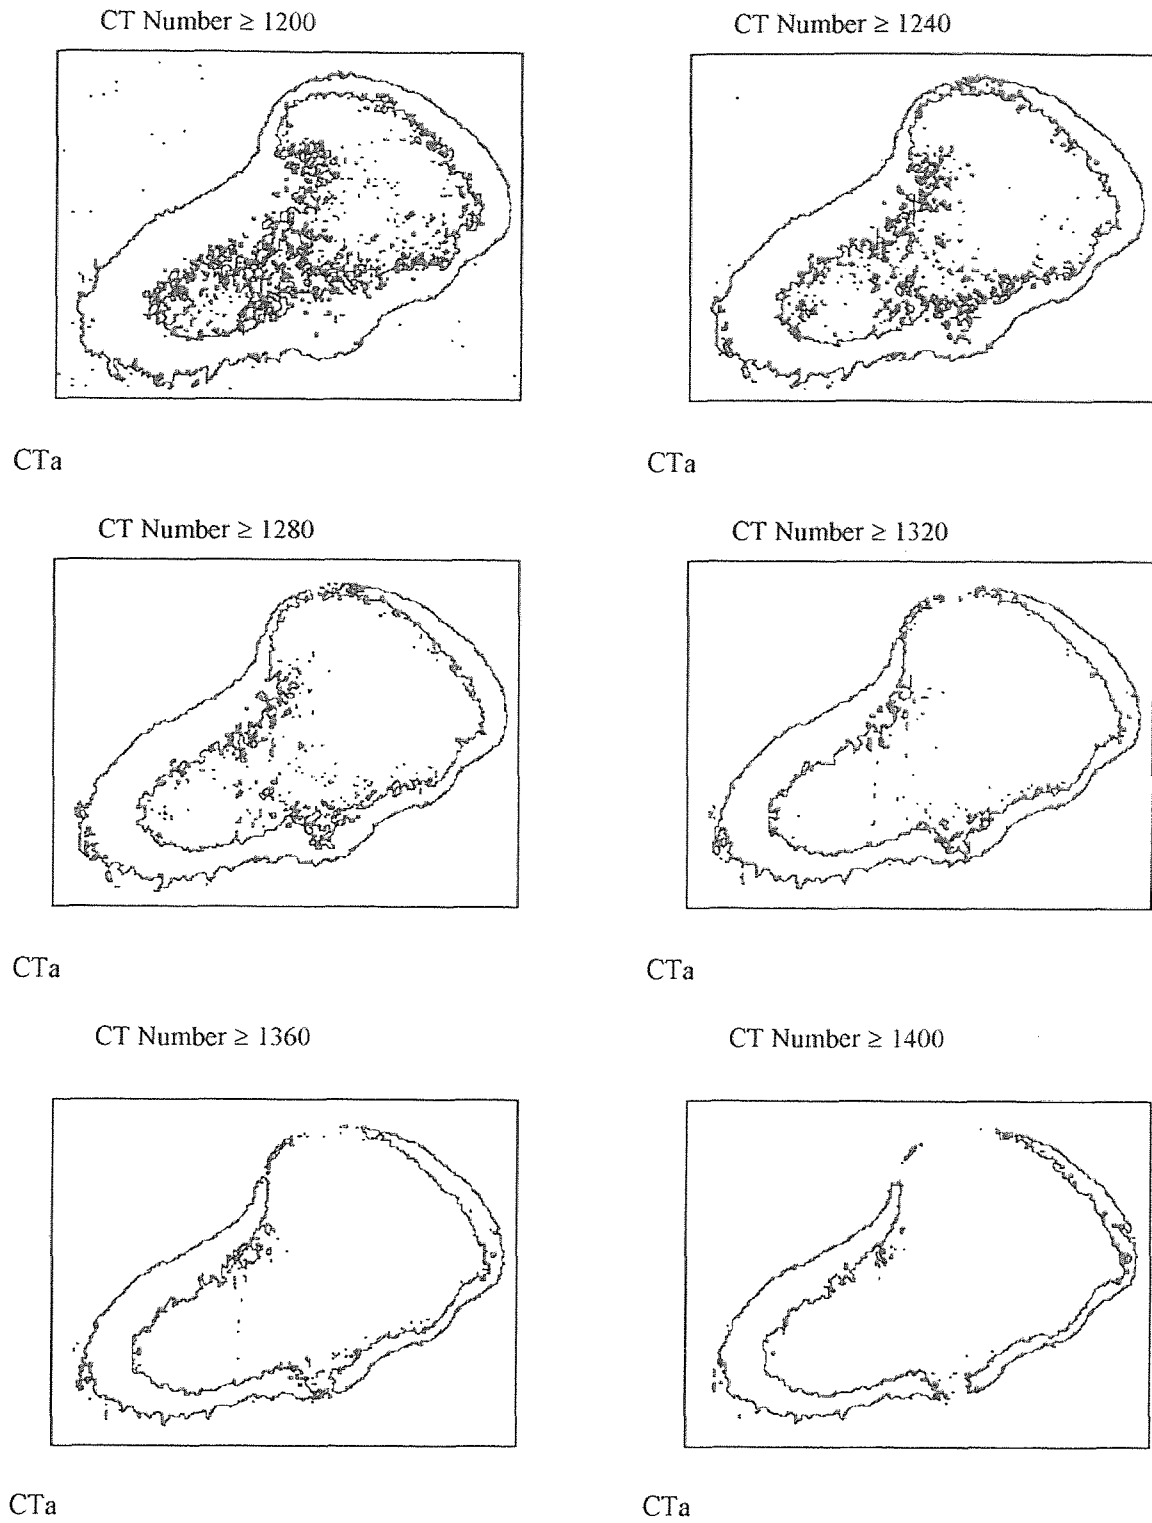 CT Number ≥ 1200
CT Number ≥ 1240
CTa
CTa
CT Number ≥ 1280
CT Number ≥ 1320
CTa
CTa
CT Number ≥ 1360
CT Number ≥ 1400
CTa
CTa